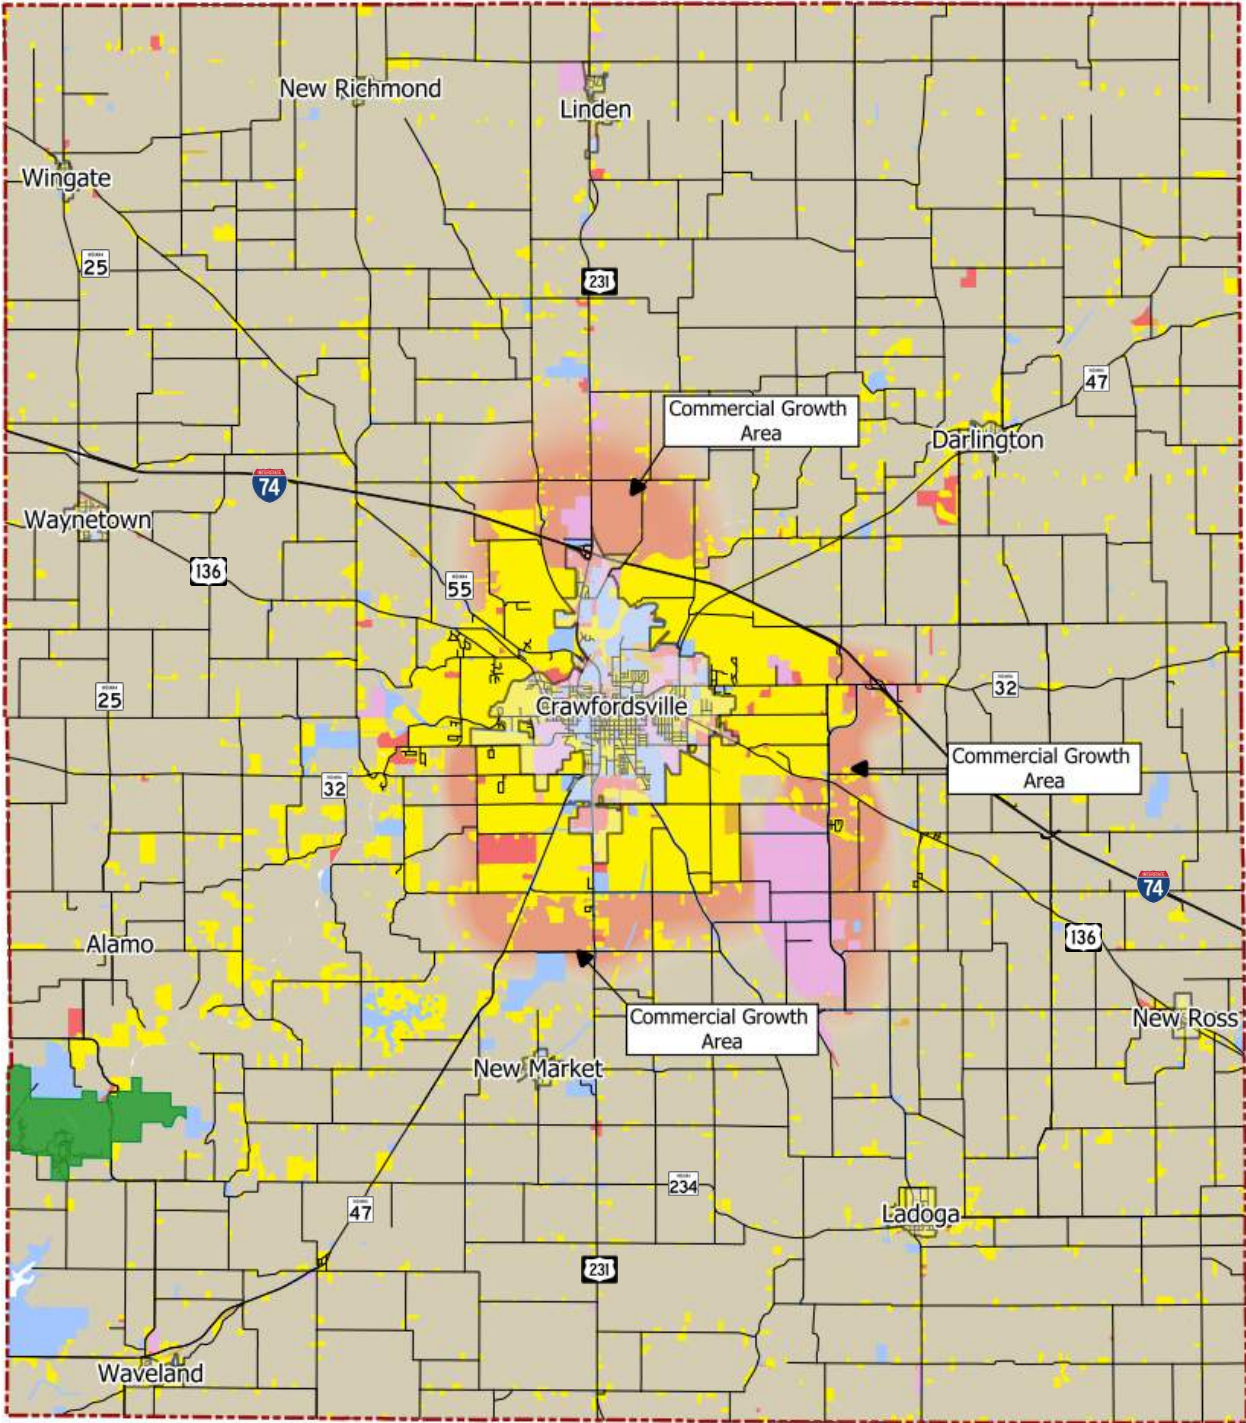 New Richmond
Linden
Wingate
25
231
47
Commercial Growth
Area
Darlington
74
Waynetown
136
55
25
32
Crawfordsville
Commercial Growth
Area
32
74
136
Alamo
Commercial Growth
Area
New Ross
New Market
234
47
Ladoga
231
Waveland